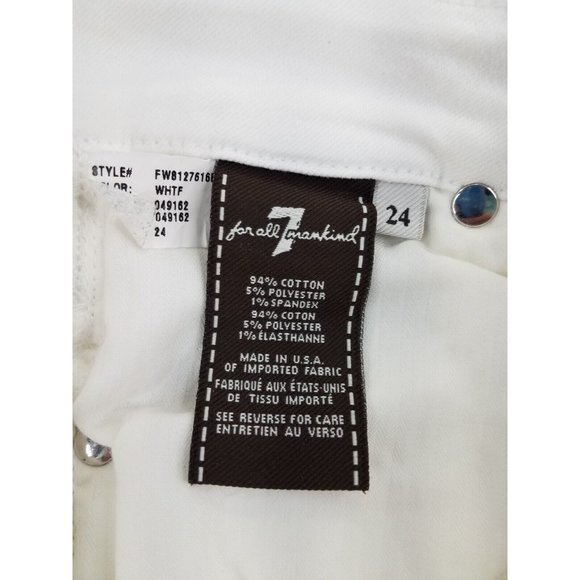 STYLE# FW8127616
WHTF
049162
049162
24
7
for all mankind
24
94% COTTON
5% POLYESTER
1% SPANDEX
94% COTON
5% POLYESTER
1% ÉLASTHANNE
MADE IN U.S.A.
OF IMPORTED FABRIC
FABRIQUÉ AUX ÉTATS-UNIS
DE TISSU IMPORTÉ
SEE REVERSE FOR CARE
ENTRETIEN AU VERSO